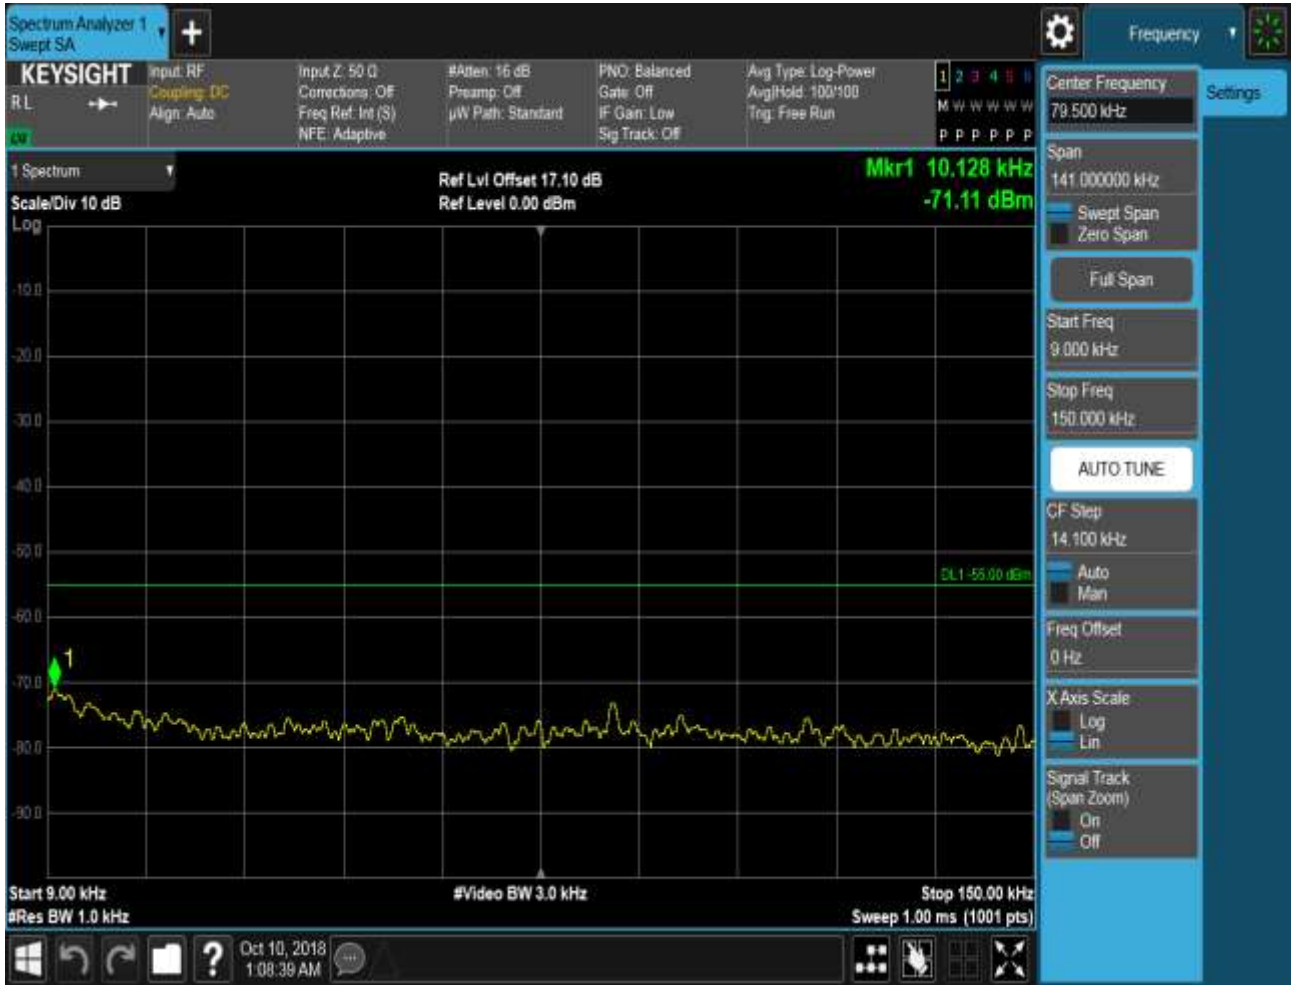 Spectrum Analyzer 1
Swept SA
+
Frequency
KEYSIGHT
R L
Input: RF
Coupling: DC
Align: Auto
Input Z: 50 Ω
Corrections: Off
Freq Ref: Int (S)
NFE: Adaptive
#Atten: 16 dB
Preamp: Off
µW Path: Standard
PNO: Balanced
Gate: Off
IF Gain: Low
Sig Track: Off
Avg Type: Log-Power
Avg|Hold: 100/100
Trig: Free Run
1 2 3 4 5 6
M W W W W W
P P P P P P
1 Spectrum
Scale/Div 10 dB
Log
Ref Lvl Offset 17.10 dB
Ref Level 0.00 dBm
Mkr1 10.128 kHz
-71.11 dBm
-10.0
-20.0
-30.0
-40.0
-50.0
-60.0
-70.0
-80.0
-90.0
DL1 -55.00 dBm
1
Start 9.00 kHz
#Res BW 1.0 kHz
#Video BW 3.0 kHz
Stop 150.00 kHz
Sweep 1.00 ms (1001 pts)
Center Frequency
79.500 kHz
Settings
Span
141.000000 kHz
Swept Span
Zero Span
Full Span
Start Freq
9.000 kHz
Stop Freq
150.000 kHz
AUTO TUNE
CF Step
14.100 kHz
Auto
Man
Freq Offset
0 Hz
X Axis Scale
Log
Lin
Signal Track
(Span Zoom)
On
Off
?
Oct 10, 2018
1:08:39 AM